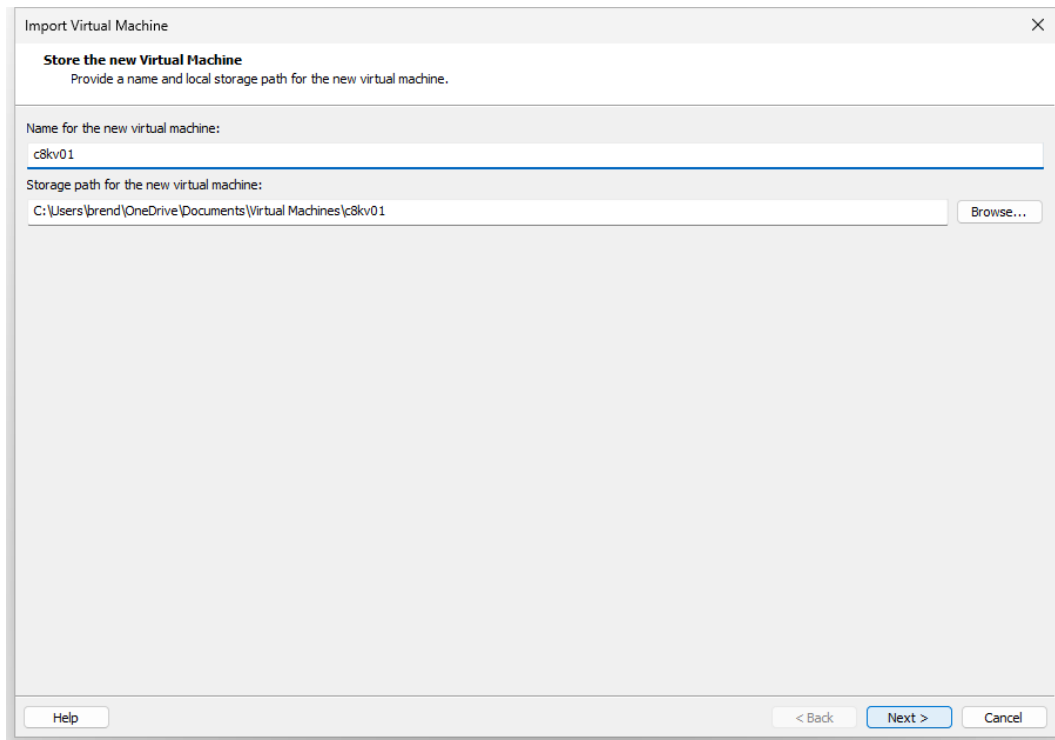 Import Virtual Machine
Store the new Virtual Machine
Provide a name and local storage path for the new virtual machine.
Name for the new virtual machine:
c8kv01
Storage path for the new virtual machine:
C:\Users\brend\OneDrive\Documents\Virtual Machines\c8kv01
Browse...
Help
< Back
Next >
Cancel